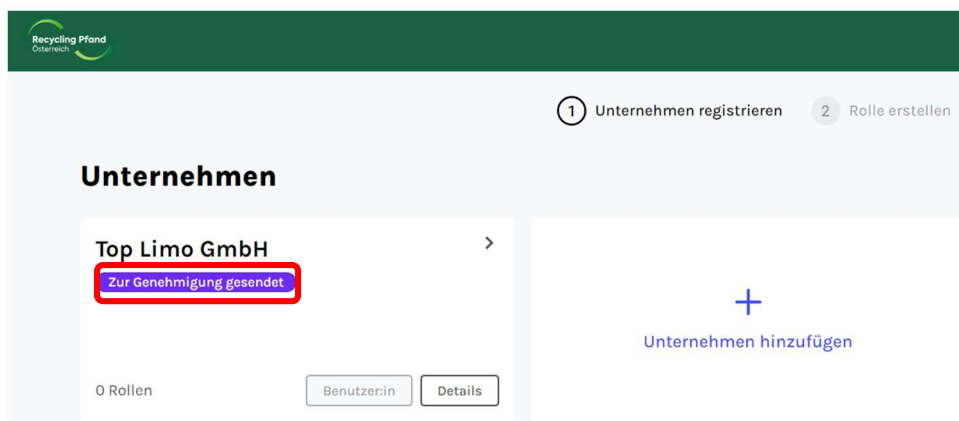 Recycling Pfand
Österreich
1 Unternehmen registrieren 2 Rolle erstellen
Unternehmen
Top Limo GmbH
Zur Genehmigung gesendet
Unternehmen hinzufügen
0 Rollen Benutzer:in Details